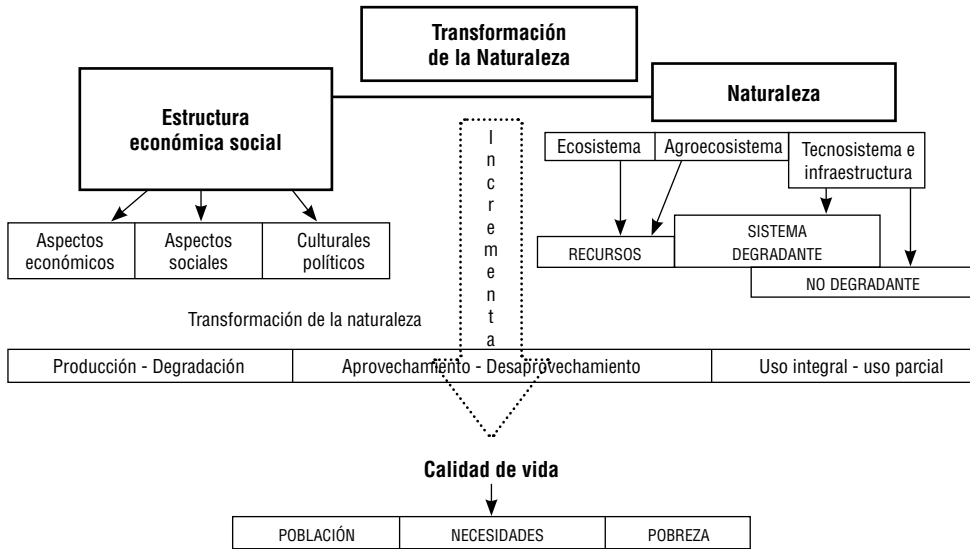 Transformación
de la Naturaleza
Estructura
económica social
Naturaleza
Incrementa
Ecosistema
Agroecosistema
Tecnosistema e
infraestructura
Aspectos
económicos
Aspectos
sociales
Culturales
políticos
RECURSOS
SISTEMA
DEGRADANTE
NO DEGRADANTE
Transformación de la naturaleza
Producción - Degradación
Aprovechamiento - Desaprovechamiento
Uso integral - uso parcial
Calidad de vida
POBLACIÓN
NECESIDADES
POBREZA